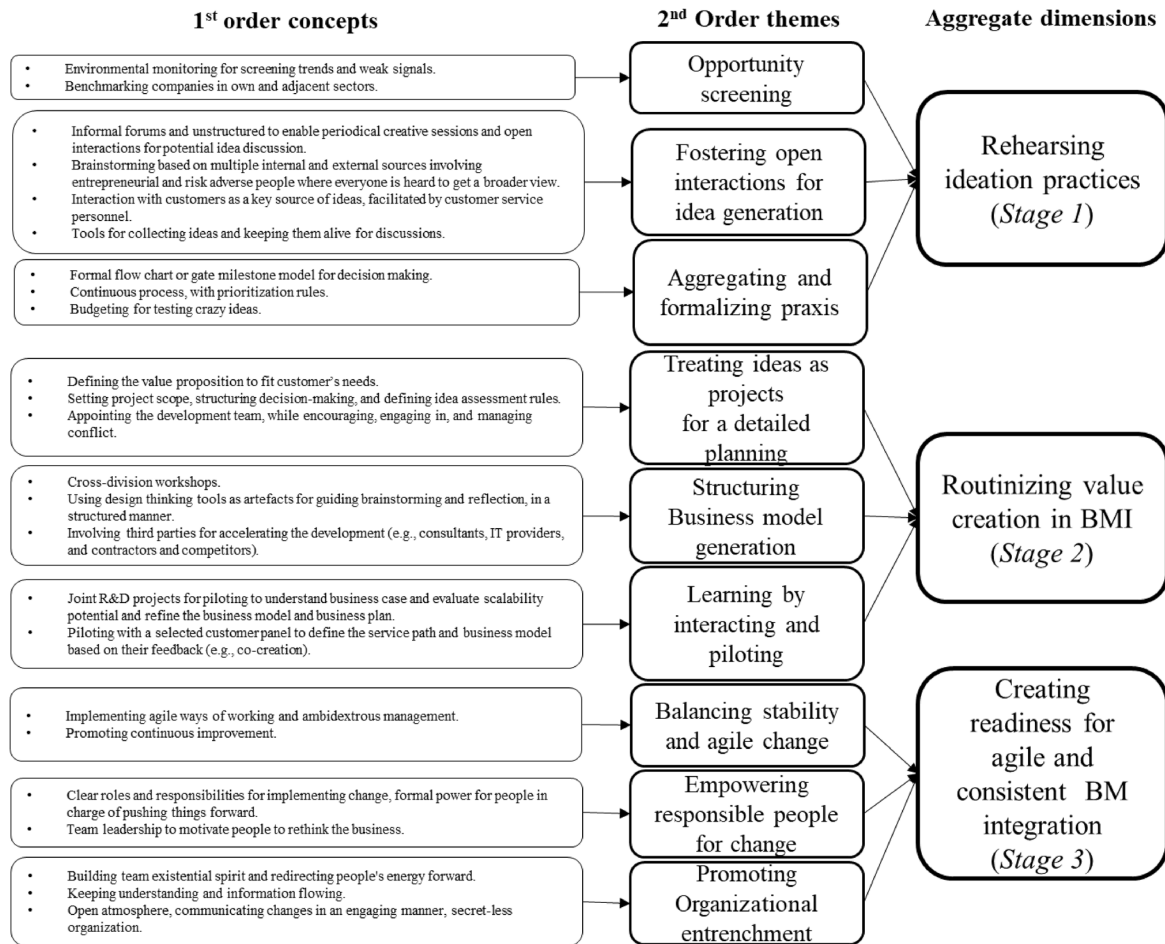 1st order concepts
2nd Order themes
Aggregate dimensions
• Environmental monitoring for screening trends and weak signals.
• Benchmarking companies in own and adjacent sectors.
Opportunity
screening
• Informal forums and unstructured to enable periodical creative sessions and open
interactions for potential idea discussion.
• Brainstorming based on multiple internal and external sources involving
entrepreneurial and risk adverse people where everyone is heard to get a broader view.
• Interaction with customers as a key source of ideas, facilitated by customer service
personnel.
• Tools for collecting ideas and keeping them alive for discussions.
Fostering open
interactions for
idea generation
• Formal flow chart or gate milestone model for decision making.
• Continuous process, with prioritization rules.
• Budgeting for testing crazy ideas.
Aggregating and
formalizing praxis
Rehearsing
ideation practices
(Stage 1)
• Defining the value proposition to fit customer's needs.
• Setting project scope, structuring decision-making, and defining idea assessment rules.
• Appointing the development team, while encouraging, engaging in, and managing
conflict.
Treating ideas as
projects
for a detailed
planning
• Cross-division workshops.
• Using design thinking tools as artefacts for guiding brainstorming and reflection, in a
structured manner.
• Involving third parties for accelerating the development (e.g., consultants, IT providers,
and contractors and competitors).
Structuring
Business model
generation
• Joint R&D projects for piloting to understand business case and evaluate scalability
potential and refine the business model and business plan.
• Piloting with a selected customer panel to define the service path and business model
based on their feedback (e.g., co-creation).
Learning by
interacting and
piloting
Routinizing value
creation in BMI
(Stage 2)
• Implementing agile ways of working and ambidextrous management.
• Promoting continuous improvement.
Balancing stability
and agile change
• Clear roles and responsibilities for implementing change, formal power for people in
charge of pushing things forward.
• Team leadership to motivate people to rethink the business.
Empowering
responsible people
for change
• Building team existential spirit and redirecting people's energy forward.
• Keeping understanding and information flowing.
• Open atmosphere, communicating changes in an engaging manner, secret-less
organization.
Promoting
Organizational
entrenchment
Creating
readiness for
agile and
consistent BM
integration
(Stage 3)